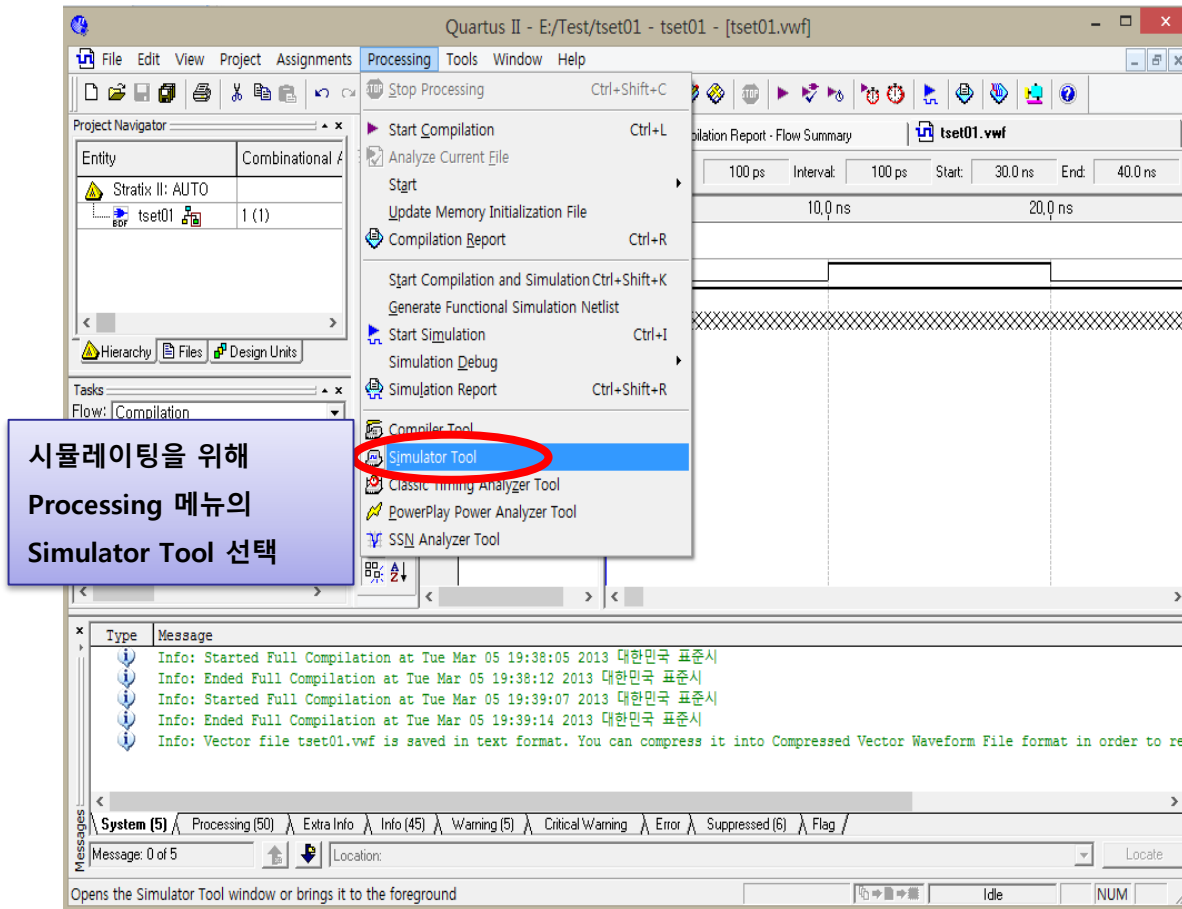 Quartus II - E:/Test/tset01 - tset01 - [tset01.vwf]
File Edit View Project Assignments Processing Tools Window Help
Stop Processing Ctrl+Shift+C
Start Compilation Ctrl+L
Analyze Current File
Start
Update Memory Initialization File
Compilation Report Ctrl+R
Start Compilation and Simulation Ctrl+Shift+K
Generate Functional Simulation Netlist
Start Simulation Ctrl+I
Simulation Debug
Simulation Report Ctrl+Shift+R
Compiler Tool
Simulator Tool
Classic Timing Analyzer Tool
PowerPlay Power Analyzer Tool
SSN Analyzer Tool
Project Navigator
Entity Combinational A
Stratix II: AUTO
tset01 1 (1)
Hierarchy Files Design Units
Tasks
Flow: Compilation
시뮬레이팅을 위해
Processing 메뉴의
Simulator Tool 선택
pilation Report - Flow Summary tset01.vwf
100 ps Interval: 100 ps Start: 30.0 ns End: 40.0 ns
10.0 ns 20.0 ns
Type Message
Info: Started Full Compilation at Tue Mar 05 19:38:05 2013 대한민국 표준시
Info: Ended Full Compilation at Tue Mar 05 19:38:12 2013 대한민국 표준시
Info: Started Full Compilation at Tue Mar 05 19:39:07 2013 대한민국 표준시
Info: Ended Full Compilation at Tue Mar 05 19:39:14 2013 대한민국 표준시
Info: Vector file tset01.vwf is saved in text format. You can compress it into Compressed Vector Waveform File format in order to re
System (5) Processing (50) Extra Info Info (45) Warning (5) Critical Warning Error Suppressed (6) Flag
Messages
Message: 0 of 5 Location: Locate
Opens the Simulator Tool window or brings it to the foreground Idle NUM